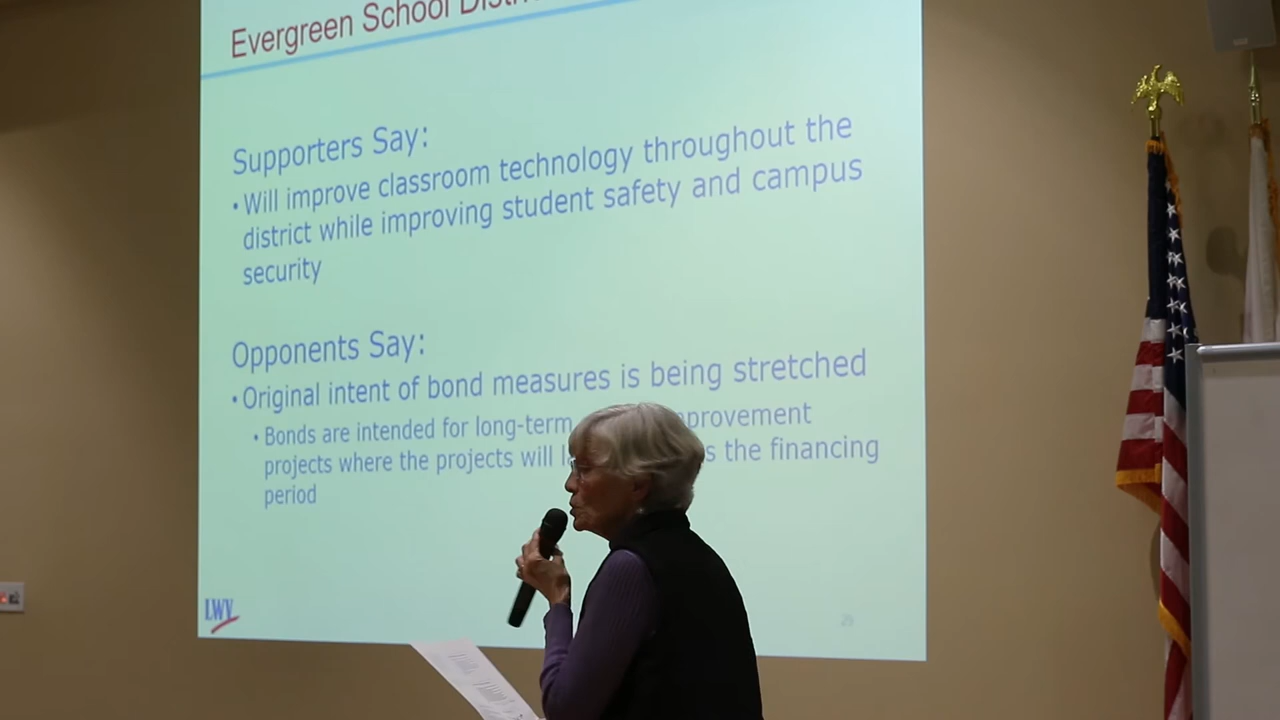 Evergreen School
Supporters Say:
• Will improve classroom technology throughout the
district while improving student safety and campus
security
Opponents Say:
• Original intent of bond measures is being stretched
• Bonds are intended for long-term
projects where the projects will the financing
period
LWV